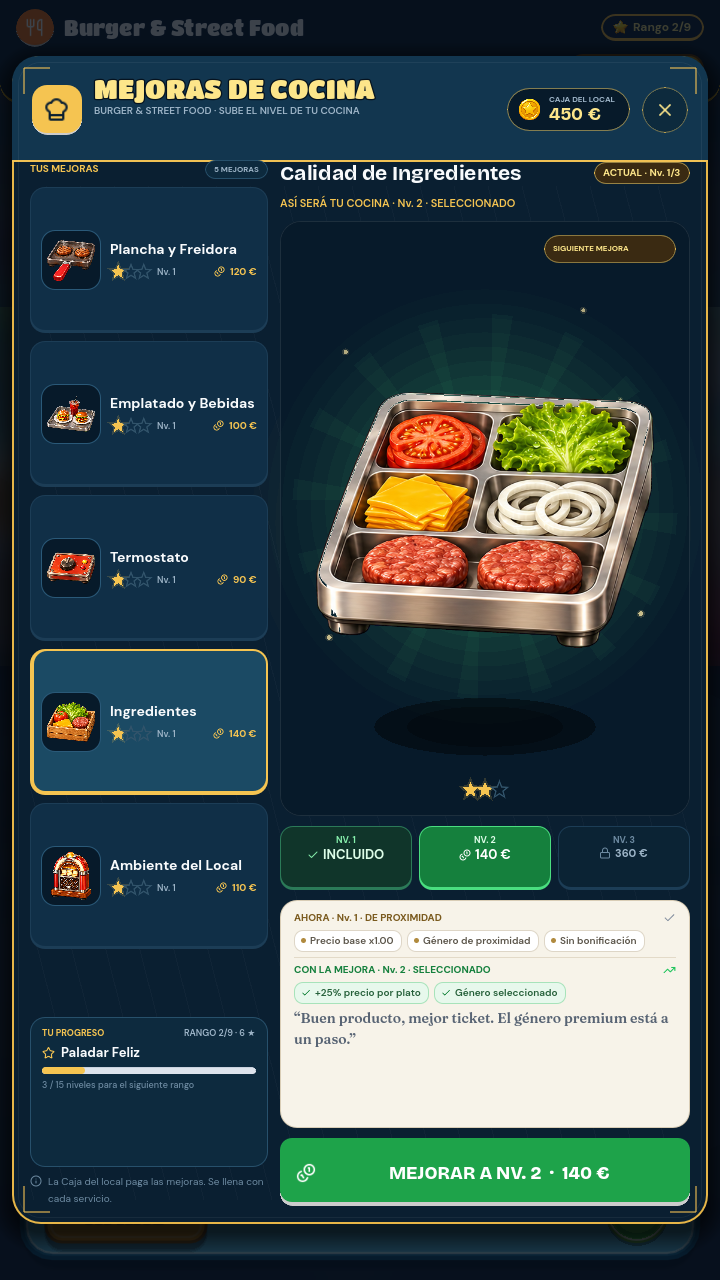 Burger & Street Food
Rango 2/9
MEJORAS DE COCINA
BURGER & STREET FOOD · SUBE EL NIVEL DE TU COCINA
CAJA DEL LOCAL
450 €
TUS MEJORAS
5 MEJORAS
Plancha y Freidora
Nv. 1
120 €
Emplatado y Bebidas
Nv. 1
100 €
Termostato
Nv. 1
90 €
Ingredientes
Nv. 1
140 €
Ambiente del Local
Nv. 1
110 €
TU PROGRESO
RANGO 2/9 · 6 ★
Paladar Feliz
3 / 15 niveles para el siguiente rango
La Caja del local paga las mejoras. Se llena con
cada servicio.
Calidad de Ingredientes
ACTUAL · Nv. 1/3
ASÍ SERÁ TU COCINA · Nv. 2 · SELECCIONADO
SIGUIENTE MEJORA
NV. 1
INCLUIDO
NV. 2
140 €
NV. 3
360 €
AHORA · Nv. 1 · DE PROXIMIDAD
Precio base x1.00
Género de proximidad
Sin bonificación
CON LA MEJORA · Nv. 2 · SELECCIONADO
+25% precio por plato
Género seleccionado
“Buen producto, mejor ticket. El género premium está a
un paso.”
MEJORAR A NV. 2 · 140 €